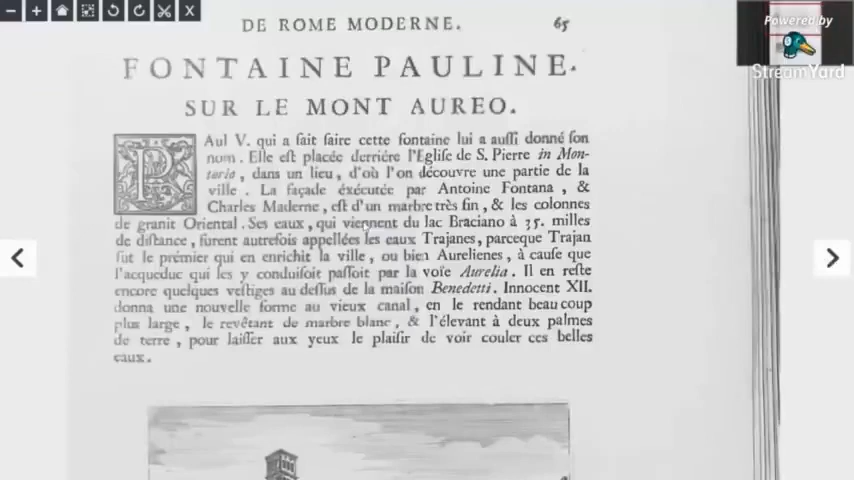 DE ROME MODERNE. 65
FONTAINE PAULINE.
SUR LE MONT AUREO.
PAul V. qui a fait faire cette fontaine lui a auſſi donné ſon
nom. Elle eſt placée derriére l'Egliſe de S. Pierre in Mon-
torio, dans un lieu, d'où l'on découvre une partie de la
ville. La façade éxécutée par Antoine Fontana, &
Charles Maderne, eſt d'un marbre très fin, & les colonnes
de granit Oriental. Ses eaux, qui viennent du lac Braciano à 35. milles
de diſtance, furent autrefois appellées les eaux Trajanes, parceque Trajan
fut le prémier qui en enrichit la ville, ou bien Aureliénes, à cauſe que
l'acqueduc qui les y conduiſoit paſſoit par la voïe Aurelia. Il en reſte
encore quelques veſtiges au deſſus de la maiſon Benedetti. Innocent XII.
donna une nouvelle forme au vieux canal, en le rendant beaucoup
plus large, le revêtant de marbre blanc, & l'élevant à deux palmes
de terre, pour laiſſer aux yeux le plaiſir de voir couler ces belles
eaux.
Powered by
StreamYard